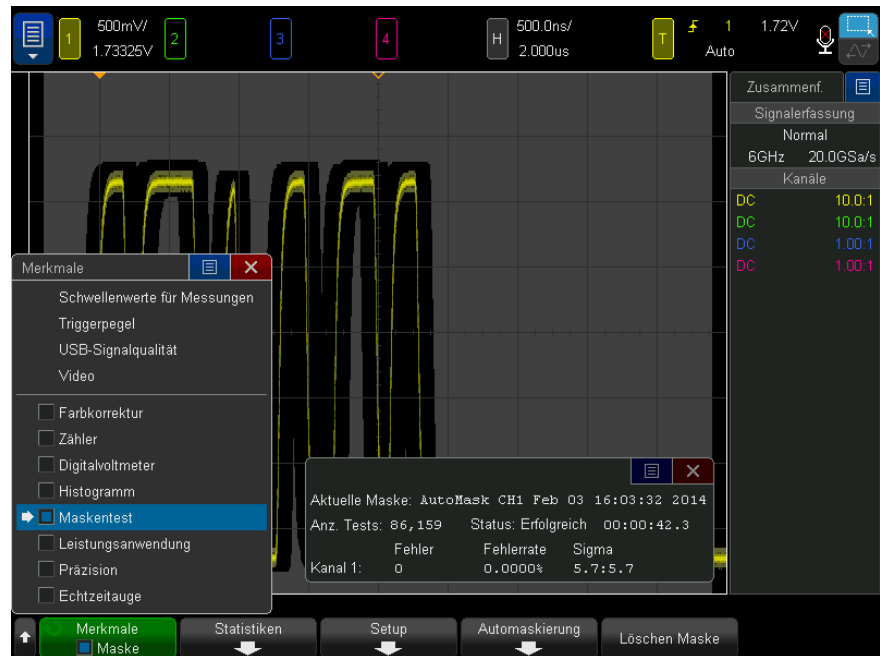 1 500mV/ 1.73325V 2 3 4 H 500.0ns/ 2.000us T 1 1.72V Auto
Zusammenf.
Signalerfassung
Normal
6GHz 20.0GSa/s
Kanäle
DC 10.0:1
DC 10.0:1
DC 1.00:1
DC 1.00:1
Merkmale
Schwellenwerte für Messungen
Triggerpegel
USB-Signalqualität
Video
Farbkorrektur
Zähler
Digitalvoltmeter
Histogramm
Maskentest
Leistungsanwendung
Präzision
Echtzeitauge
Aktuelle Maske: AutoMask CH1 Feb 03 16:03:32 2014
Anz. Tests: 86,159 Status: Erfolgreich 00:00:42.3
Fehler Fehlerrate Sigma
Kanal 1: 0 0.0000% 5.7:5.7
Merkmale
Maske
Statistiken
Setup
Automaskierung
Löschen Maske